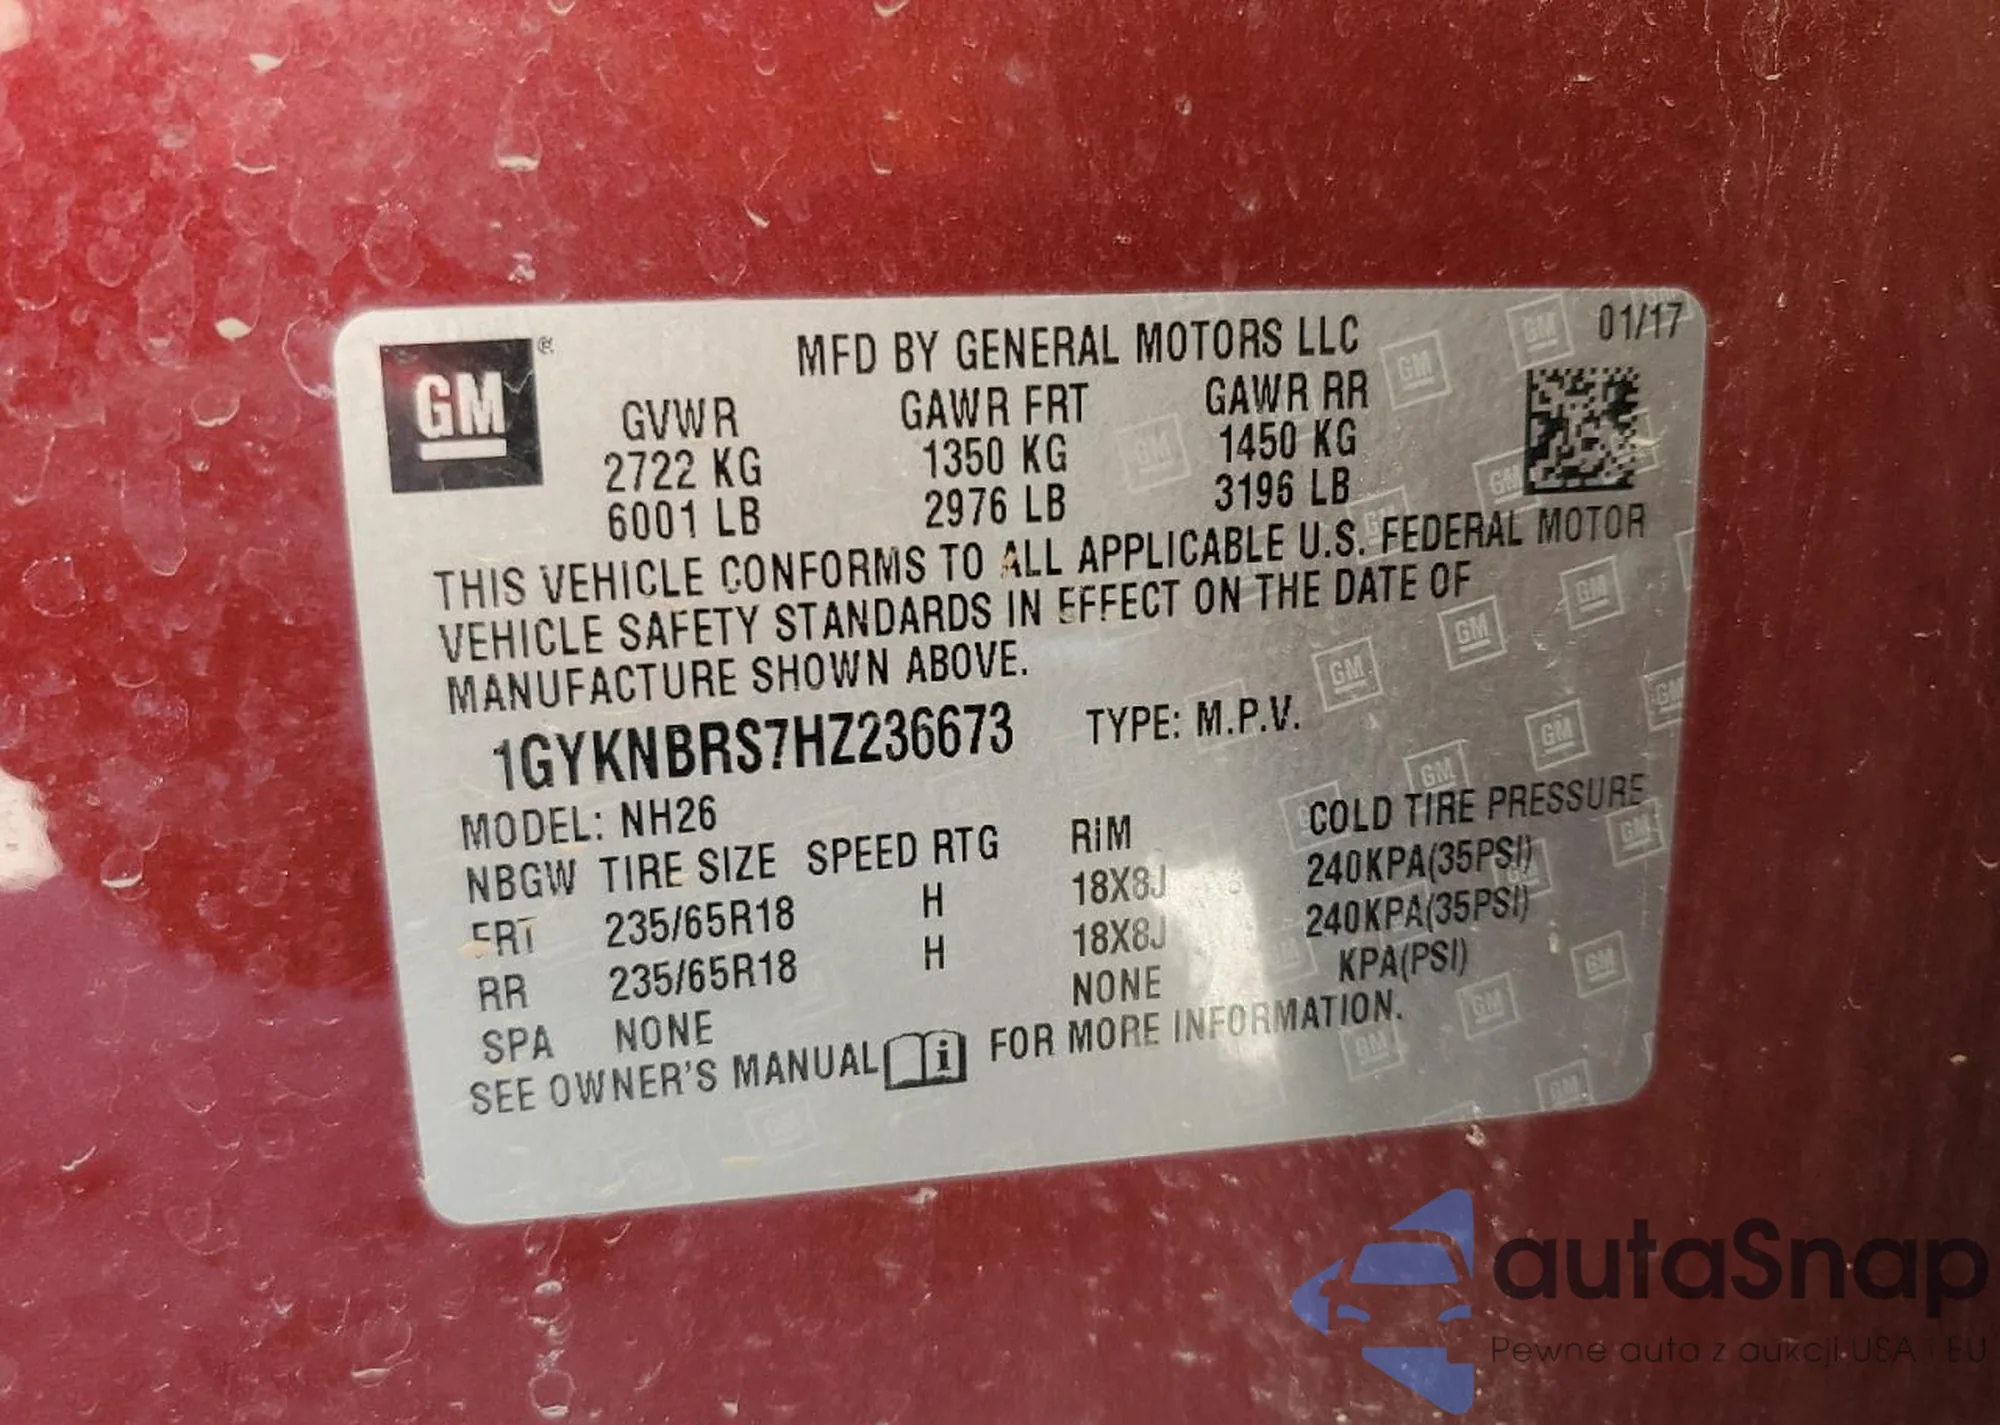 GM®
MFD BY GENERAL MOTORS LLC
01/17
GVWR GAWR FRT GAWR RR
2722 KG 1350 KG 1450 KG
6001 LB 2976 LB 3196 LB
THIS VEHICLE CONFORMS TO ALL APPLICABLE U.S. FEDERAL MOTOR
VEHICLE SAFETY STANDARDS IN EFFECT ON THE DATE OF
MANUFACTURE SHOWN ABOVE.
1GYKNBRS7HZ236673 TYPE: M.P.V.
MODEL: NH26
NBGW TIRE SIZE SPEED RTG RIM COLD TIRE PRESSURE
FRT 235/65R18 H 18X8J 240KPA(35PSI)
RR 235/65R18 H 18X8J 240KPA(35PSI)
SPA NONE NONE KPA(PSI)
SEE OWNER'S MANUAL i FOR MORE INFORMATION.
autaSnap
Pewne auta z aukcji USA i EU